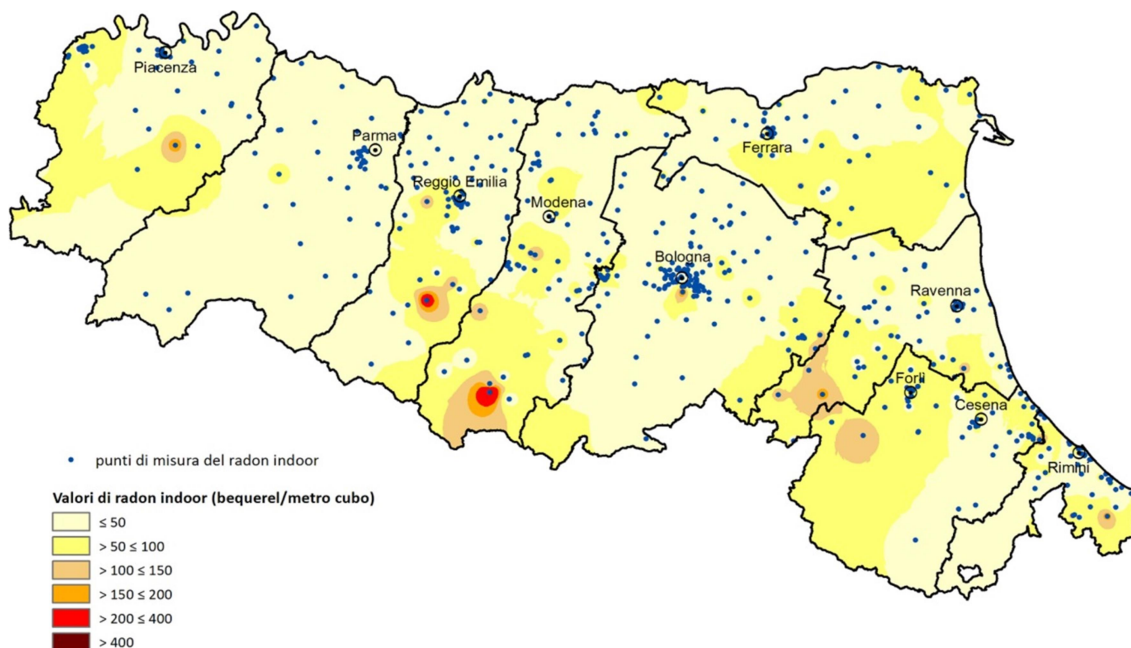 Piacenza
Parma
Ferrara
Reggio Emilia
Modena
Bologna
Ravenna
Forlì
Cesena
Rimini
punti di misura del radon indoor
Valori di radon indoor (bequerel/metro cubo)
≤ 50
> 50 ≤ 100
> 100 ≤ 150
> 150 ≤ 200
> 200 ≤ 400
> 400